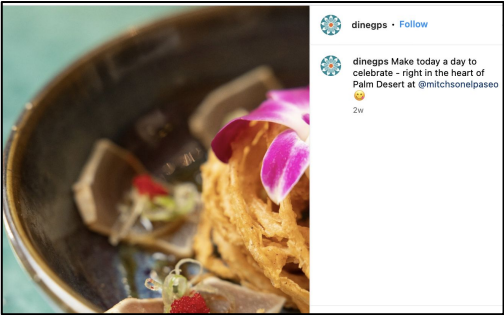 dinegps • Follow
dinegps Make today a day to
celebrate - right in the heart of
Palm Desert at @mitchsonelpaseo
😋
2w